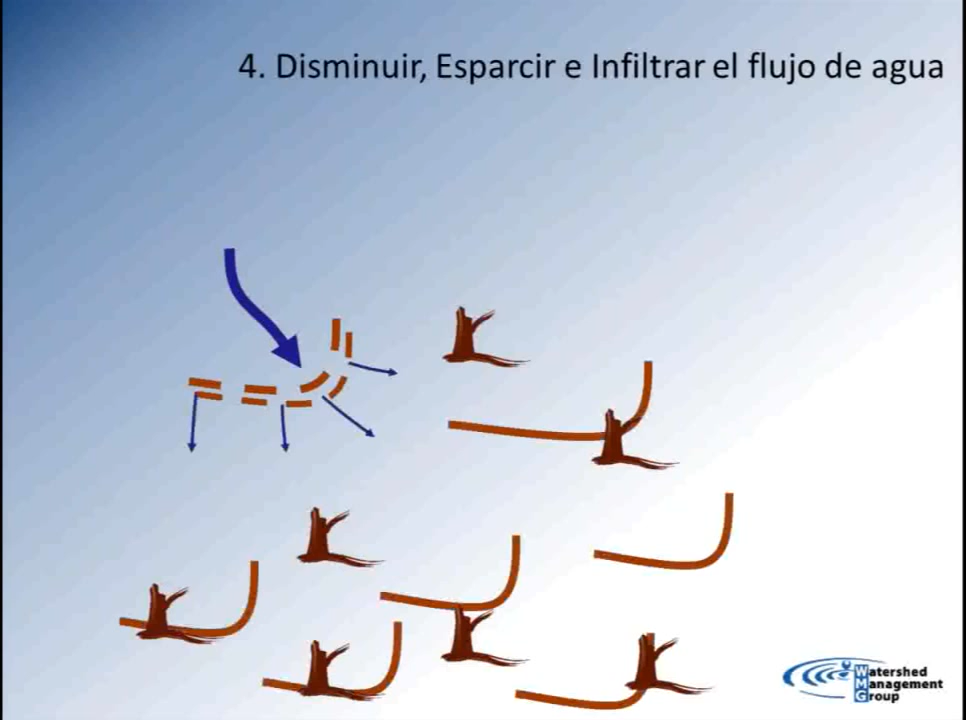 4. Disminuir, Esparcir e Infiltrar el flujo de agua
Watershed
Management
Group